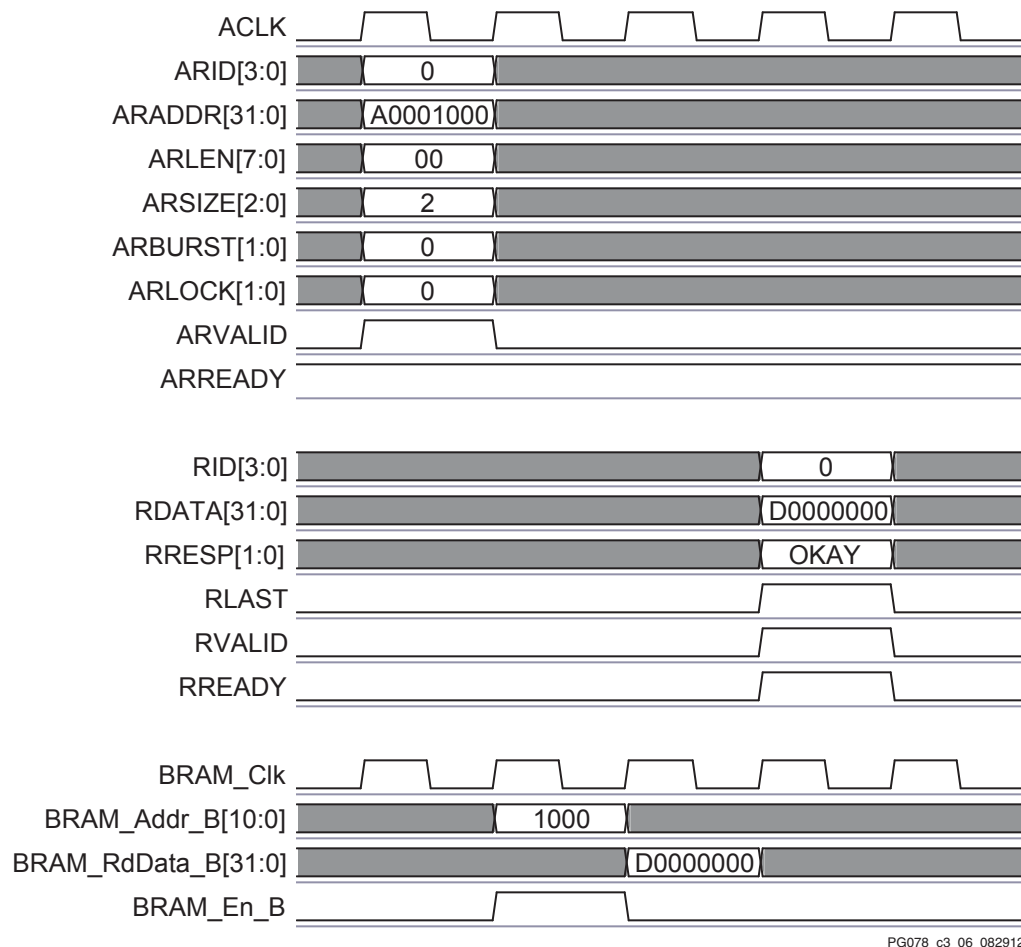 ACLK
ARID[3:0] 0
ARADDR[31:0] A0001000
ARLEN[7:0] 00
ARSIZE[2:0] 2
ARBURST[1:0] 0
ARLOCK[1:0] 0
ARVALID
ARREADY
RID[3:0] 0
RDATA[31:0] D0000000
RRESP[1:0] OKAY
RLAST
RVALID
RREADY
BRAM_Clk
BRAM_Addr_B[10:0] 1000
BRAM_RdData_B[31:0] D0000000
BRAM_En_B
PG078_c3_06_082912